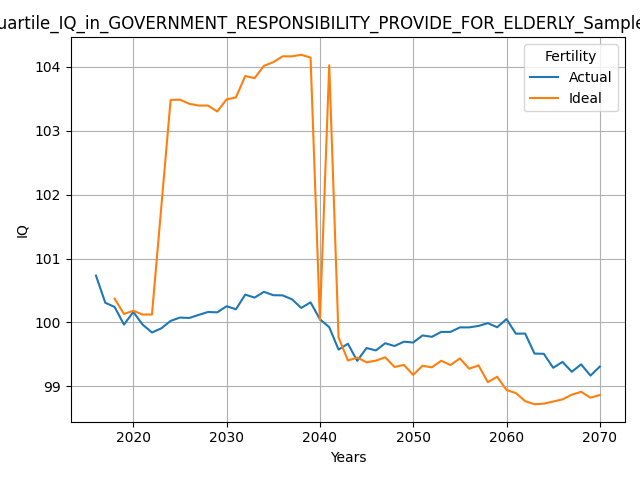 uartile_IQ_in_GOVERNMENT_RESPONSIBILITY_PROVIDE_FOR_ELDERLY_Sample
Fertility
Actual
Ideal
104
103
102
101
100
99
IQ
2020 2030 2040 2050 2060 2070
Years